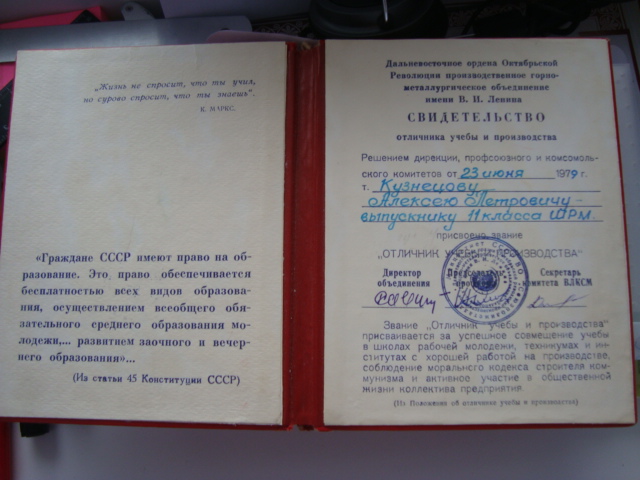 „Жизнь не спросит, что ты учил,
но сурово спросит, что ты знаешь".
К. МАРКС.
«Граждане СССР имеют право на об-
разование. Это право обеспечивается
бесплатностью всех видов образова-
ния, осуществлением всеобщего обя-
зательного среднего образования мо-
лодежи,... развитием заочного и вечер-
него образования»...
(Из статьи 45 Конституции СССР)
Дальневосточное ордена Октябрьской
Революции производственное горно-
металлургическое объединение
имени В. И. Ленина
СВИДЕТЕЛЬСТВО
отличника учебы и производства
Решением дирекции, профсоюзного и комсомоль-
ского комитетов от 23 июня 1979 г.
т. Кузнецову
Алексею Петровичу -
выпускнику 11 класса ШРМ.
присвоено звание
„ОТЛИЧНИК УЧЕБЫ И ПРОИЗВОДСТВА"
Директор Председатель Секретарь
объединения комитета ВЛКСМ
Звание „Отличник учебы и производства"
присваивается за успешное совмещение учебы
в школах рабочей молодежи, техникумах и ин-
ститутах с хорошей работой на производстве,
соблюдение морального кодекса строителя ком-
мунизма и активное участие в общественной
жизни коллектива предприятия.
(Из Положения об отличнике учебы и производства)